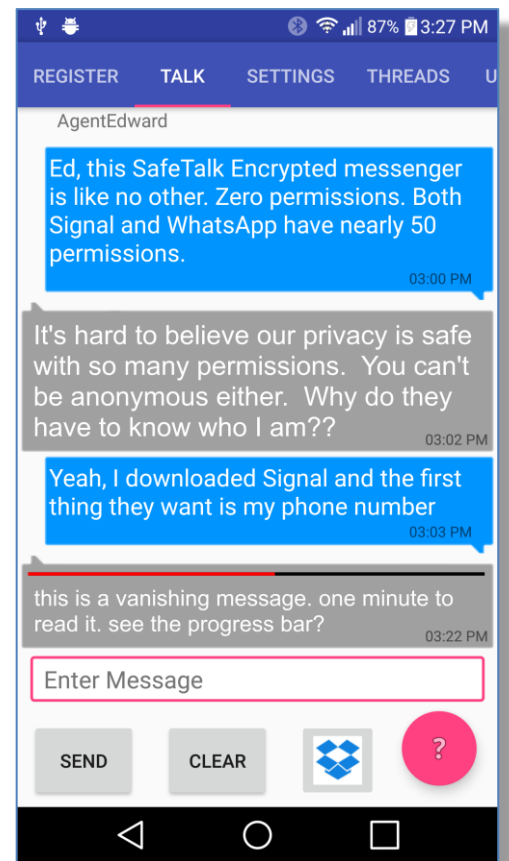 87% 3:27 PM
REGISTER TALK SETTINGS THREADS U
AgentEdward
Ed, this SafeTalk Encrypted messenger
is like no other. Zero permissions. Both
Signal and WhatsApp have nearly 50
permissions.
03:00 PM
It's hard to believe our privacy is safe
with so many permissions.  You can't
be anonymous either.  Why do they
have to know who I am??
03:02 PM
Yeah, I downloaded Signal and the first
thing they want is my phone number
03:03 PM
this is a vanishing message. one minute to
read it. see the progress bar?
03:22 PM
Enter Message
SEND CLEAR ?